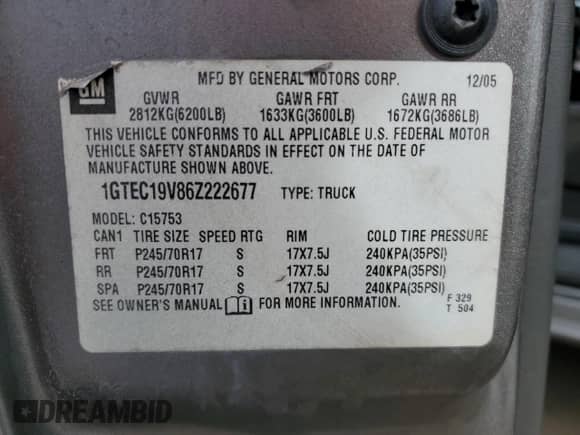 GM
MFD BY GENERAL MOTORS CORP. 12/05
GVWR GAWR FRT GAWR RR
2812KG(6200LB) 1633KG(3600LB) 1672KG(3686LB)
THIS VEHICLE CONFORMS TO ALL APPLICABLE U.S. FEDERAL MOTOR
VEHICLE SAFETY STANDARDS IN EFFECT ON THE DATE OF
MANUFACTURE SHOWN ABOVE.
1GTEC19V86Z222677 TYPE: TRUCK
MODEL: C15753
CAN1 TIRE SIZE SPEED RTG RIM COLD TIRE PRESSURE
FRT P245/70R17 S 17X7.5J 240KPA(35PSI)
RR P245/70R17 S 17X7.5J 240KPA(35PSI)
SPA P245/70R17 S 17X7.5J 240KPA(35PSI)
SEE OWNER'S MANUAL FOR MORE INFORMATION.
F 329
T 504
DREAMBID